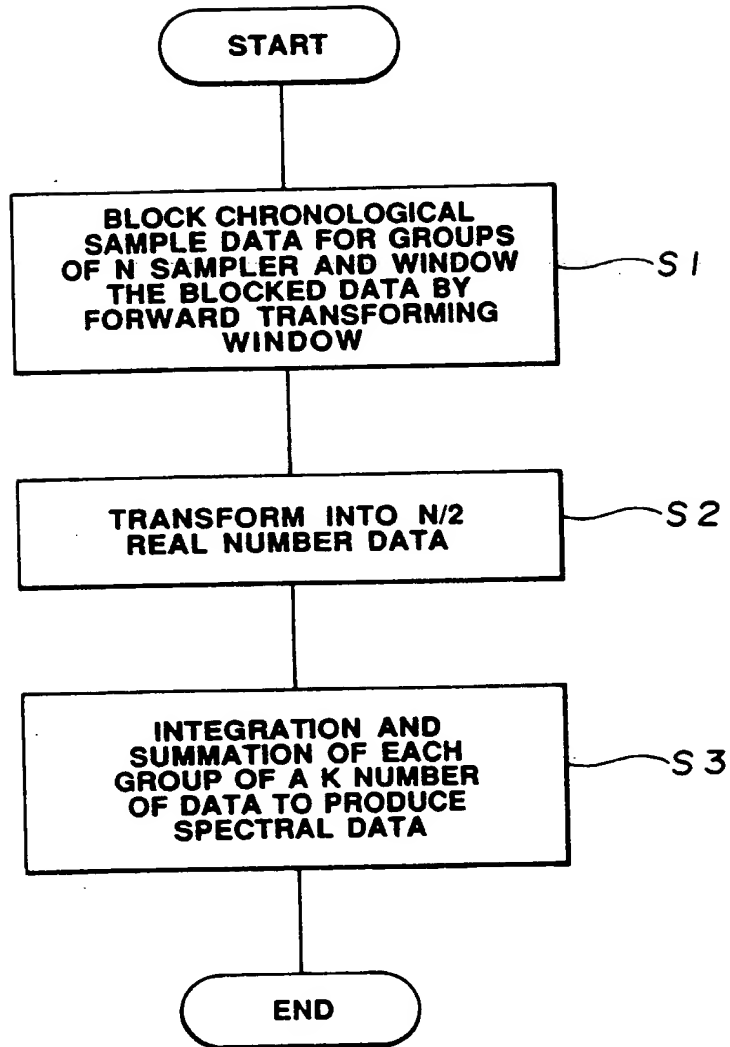 START
BLOCK CHRONOLOGICAL
SAMPLE DATA FOR GROUPS
OF N SAMPLER AND WINDOW
THE BLOCKED DATA BY
FORWARD TRANSFORMING
WINDOW
S1
TRANSFORM INTO N/2
REAL NUMBER DATA
S2
INTEGRATION AND
SUMMATION OF EACH
GROUP OF A K NUMBER
OF DATA TO PRODUCE
SPECTRAL DATA
S3
END